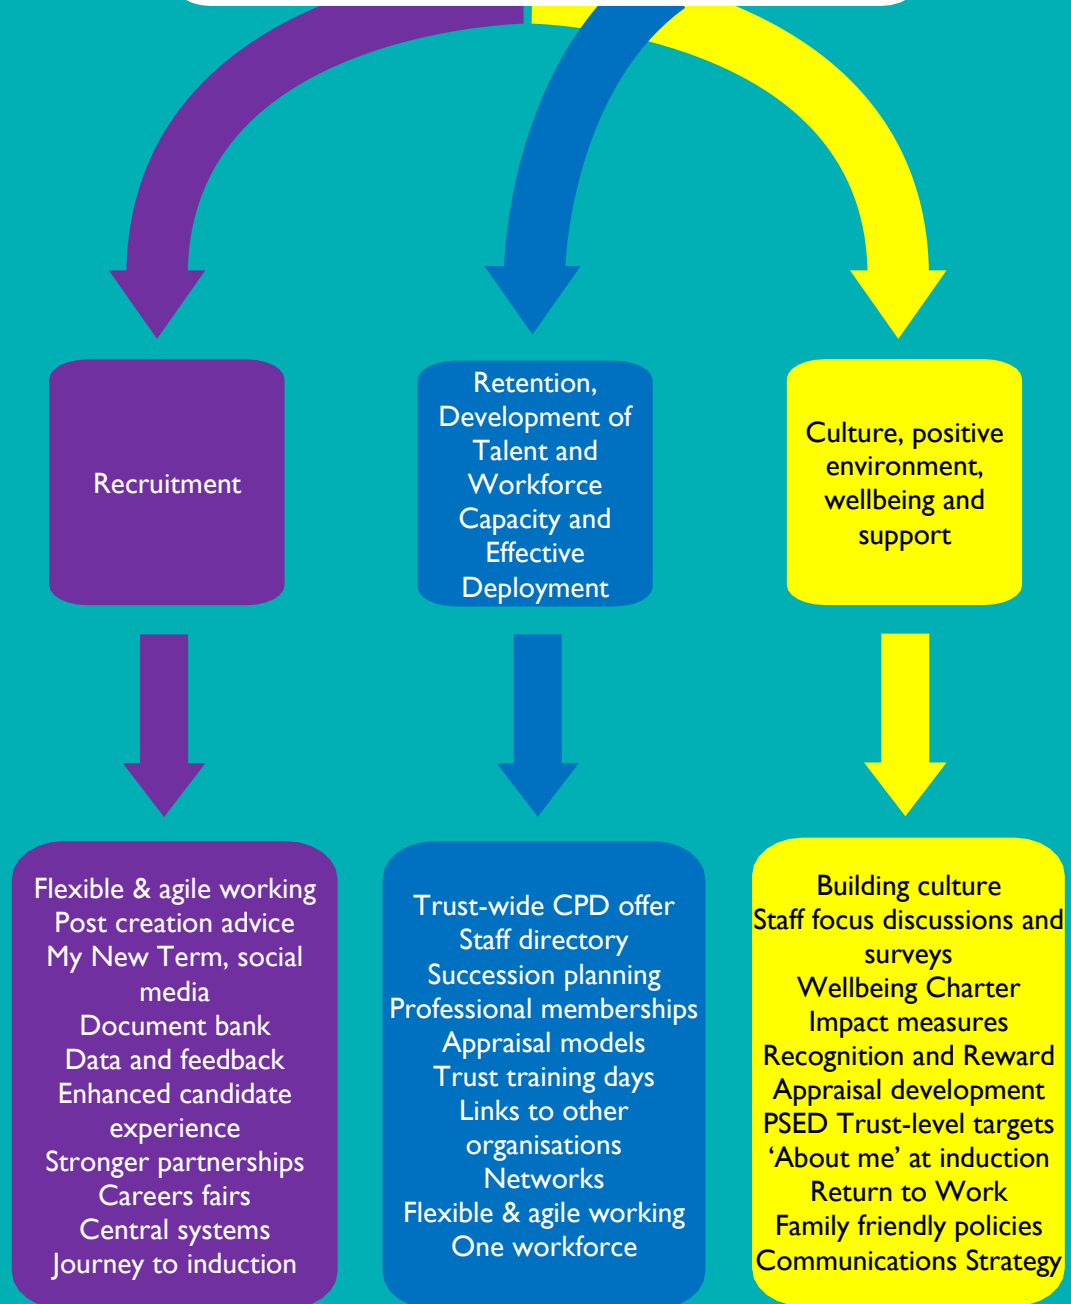 Recruitment
Retention,
Development of
Talent and
Workforce
Capacity and
Effective
Deployment
Culture, positive
environment,
wellbeing and
support
Flexible & agile working
Post creation advice
My New Term, social
media
Document bank
Data and feedback
Enhanced candidate
experience
Stronger partnerships
Careers fairs
Central systems
Journey to induction
Trust-wide CPD offer
Staff directory
Succession planning
Professional memberships
Appraisal models
Trust training days
Links to other
organisations
Networks
Flexible & agile working
One workforce
Building culture
Staff focus discussions and
surveys
Wellbeing Charter
Impact measures
Recognition and Reward
Appraisal development
PSED Trust-level targets
‘About me’ at induction
Return to Work
Family friendly policies
Communications Strategy